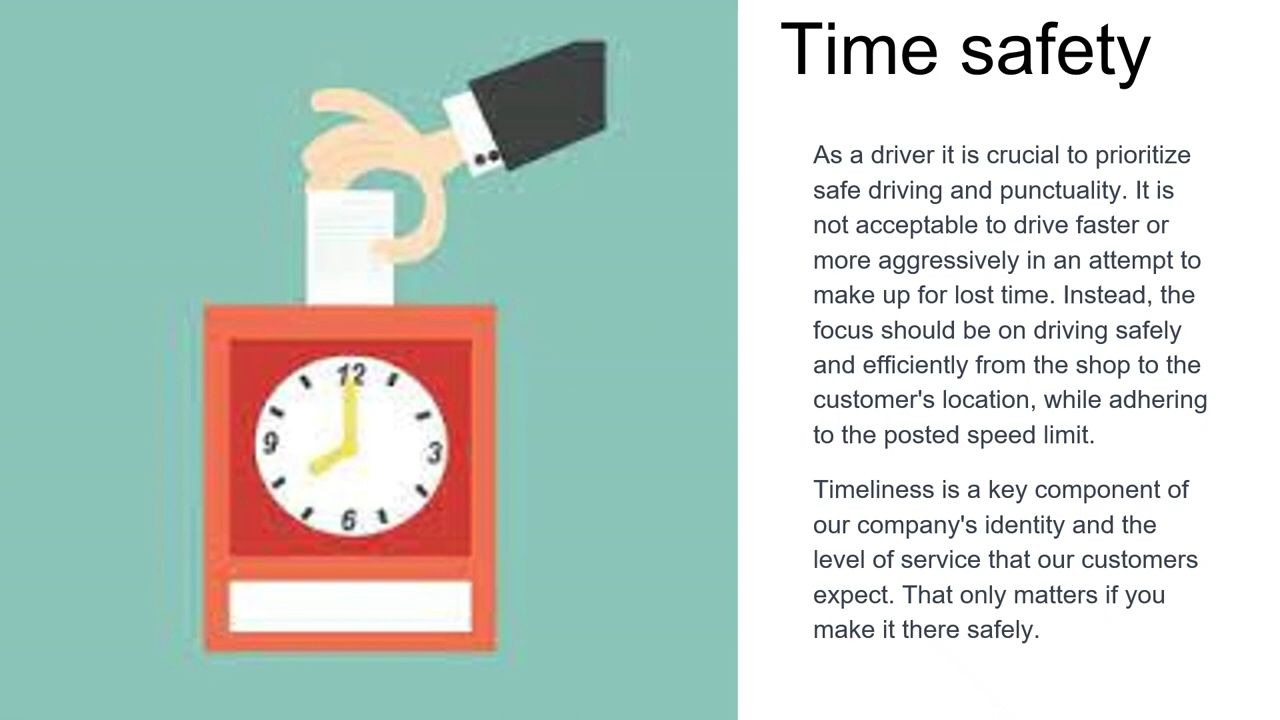 Time safety
As a driver it is crucial to prioritize
safe driving and punctuality. It is
not acceptable to drive faster or
more aggressively in an attempt to
make up for lost time. Instead, the
focus should be on driving safely
and efficiently from the shop to the
customer's location, while adhering
to the posted speed limit.
Timeliness is a key component of
our company's identity and the
level of service that our customers
expect. That only matters if you
make it there safely.
12
9
3
6